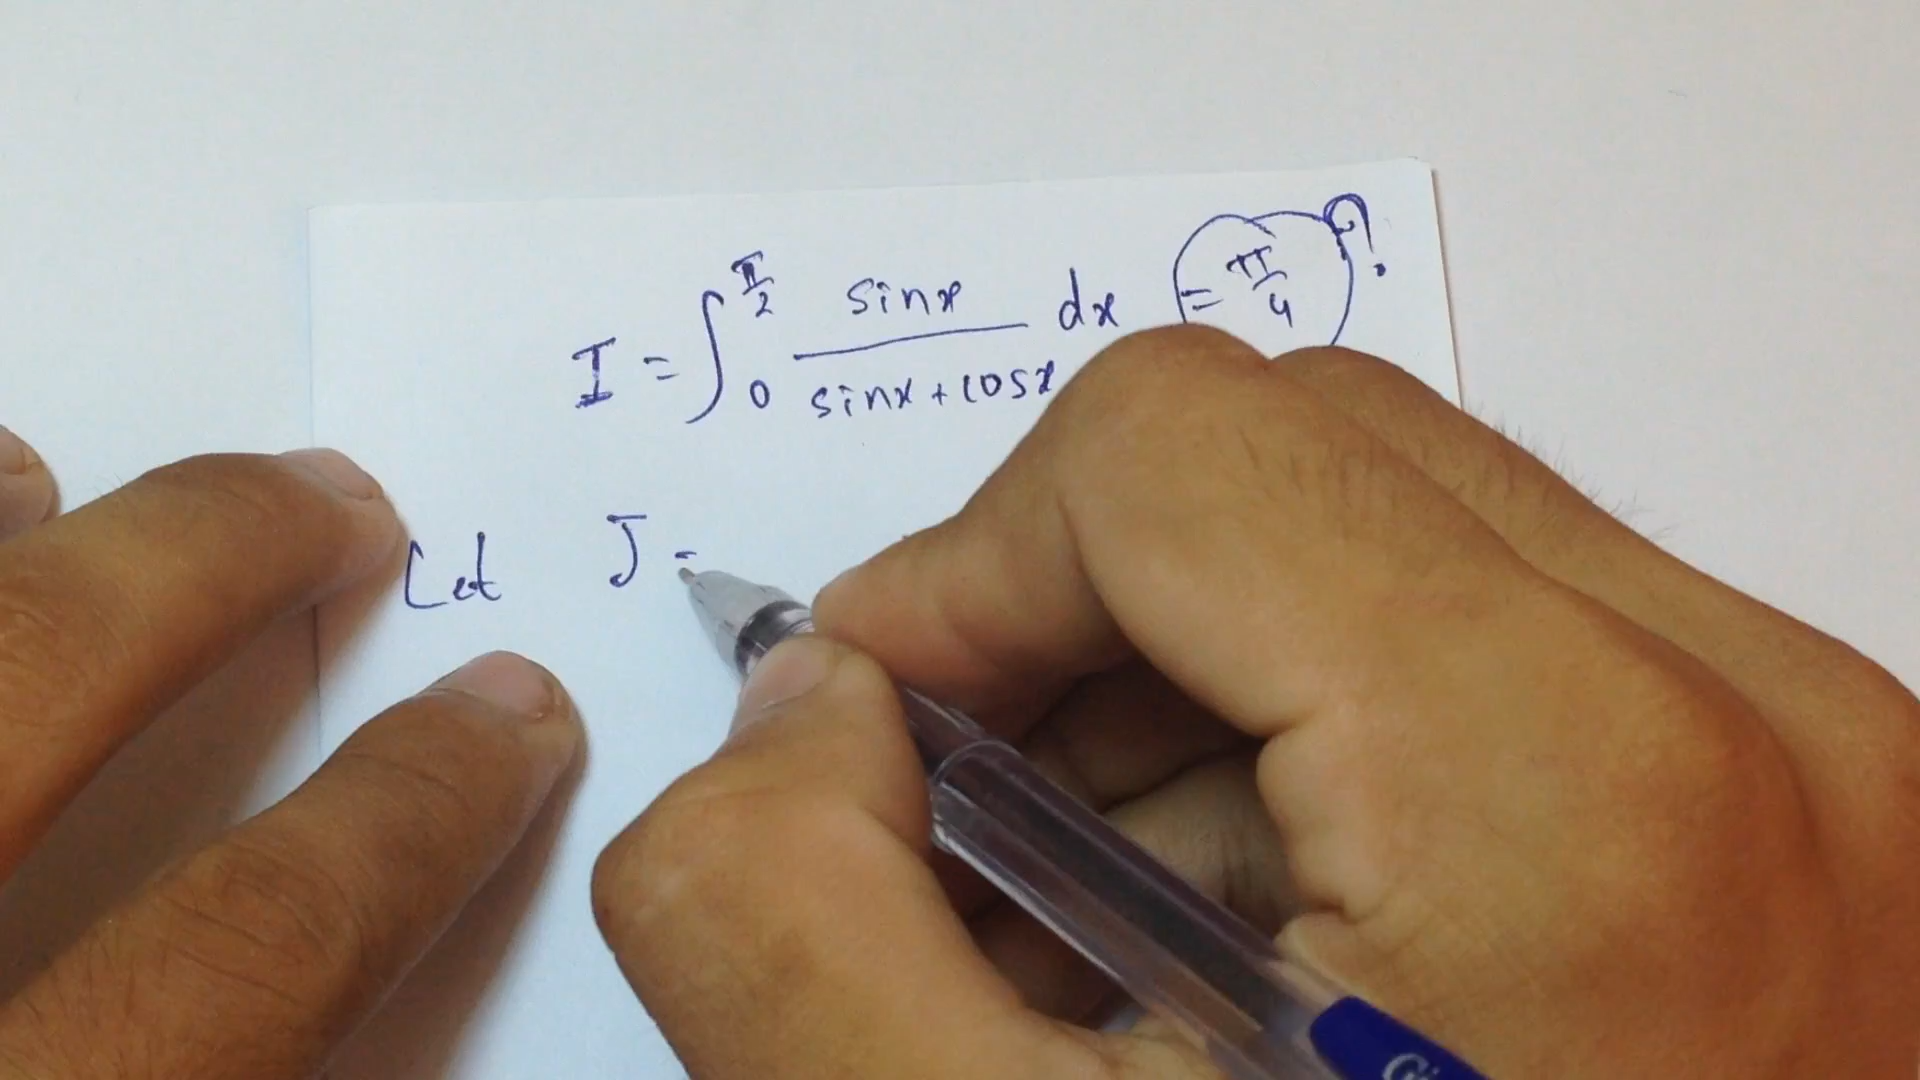 I = ∫₀^{π/2} sinx / (sinx + cosx) dx = π/4 ?
Let J =